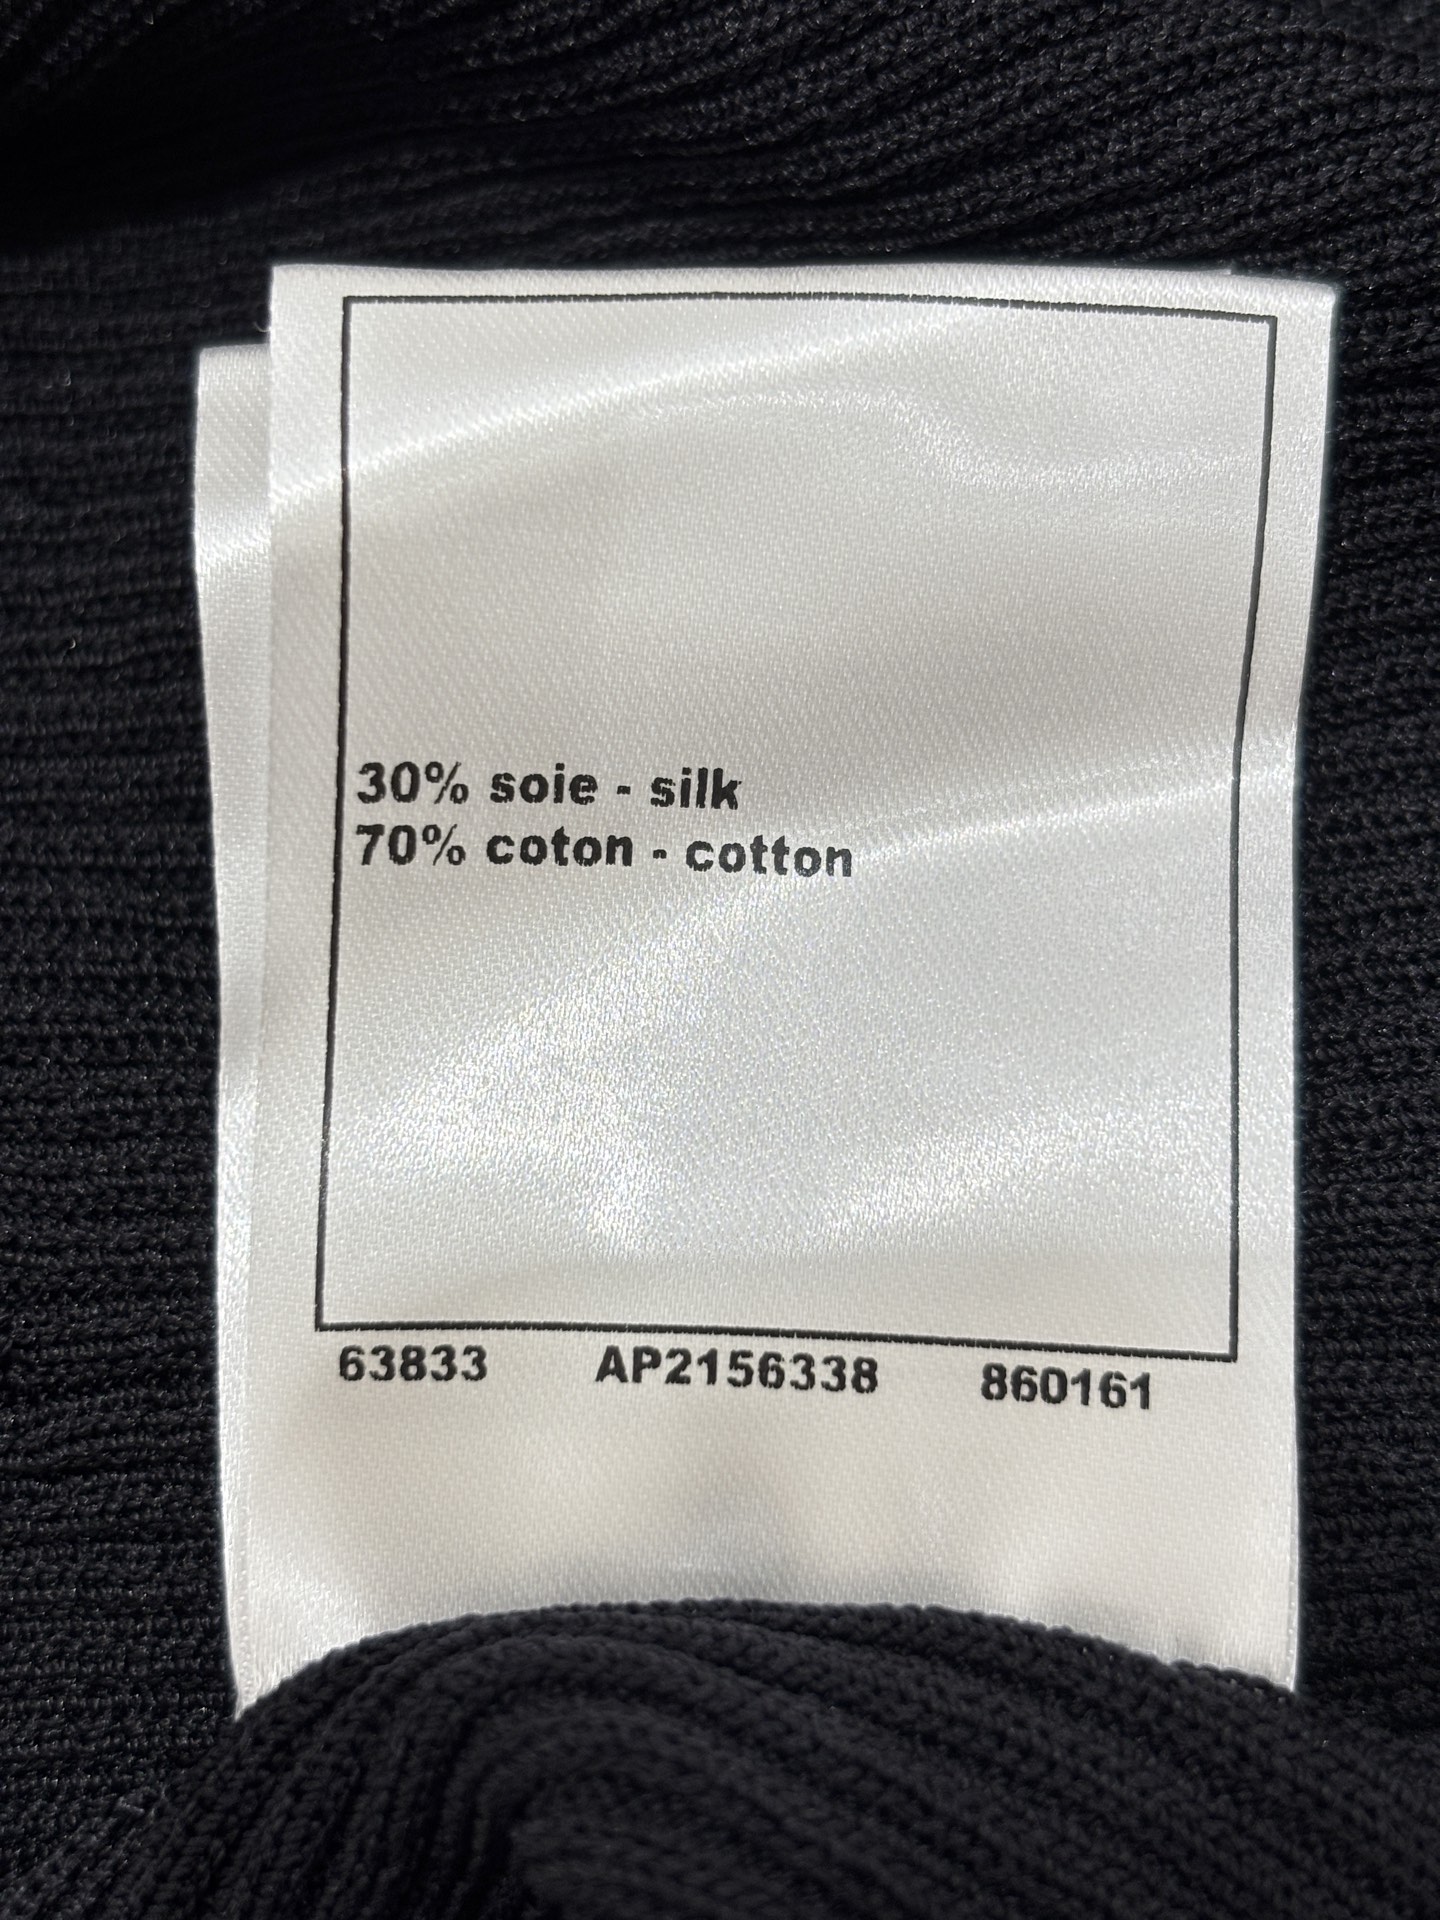 30% soie - silk
70% coton - cotton
63833 AP2156338 860161